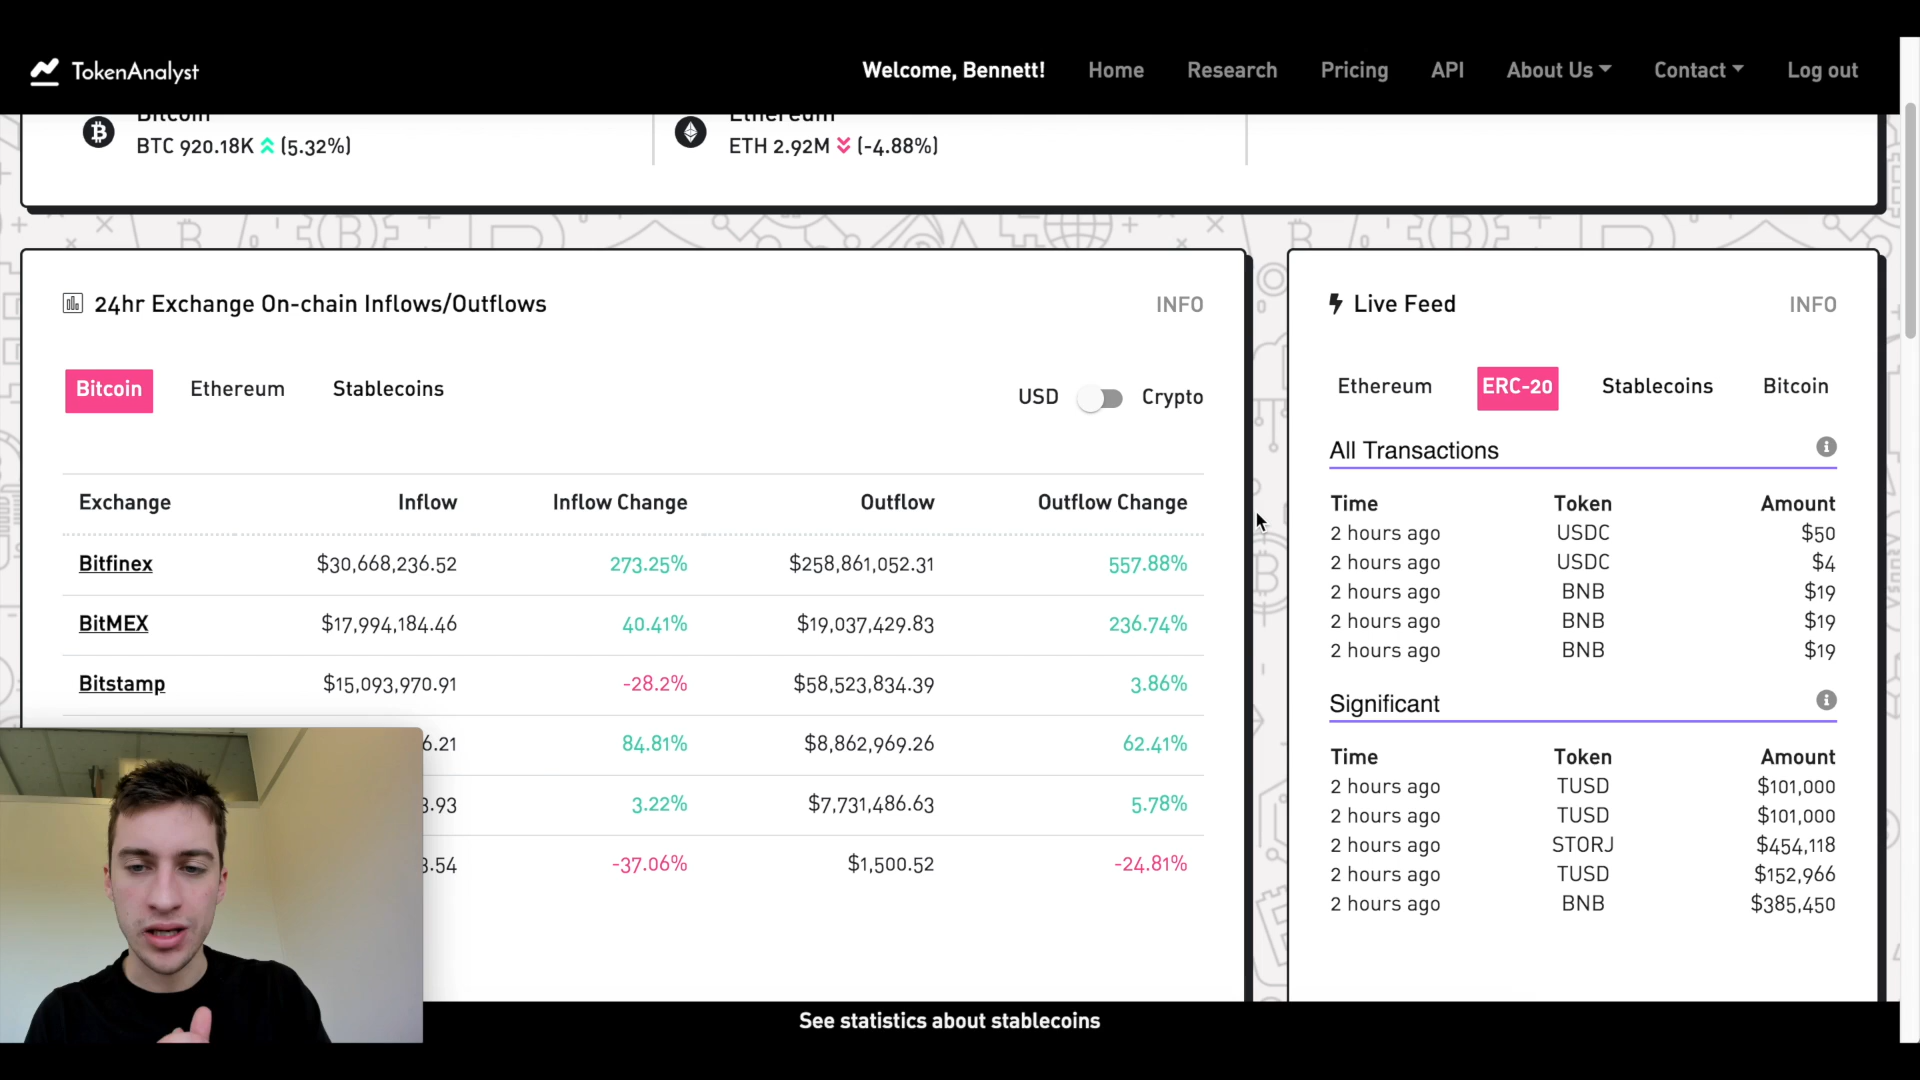 TokenAnalyst
Welcome, Bennett! Home Research Pricing API About Us Contact Log out
Bitcoin Ethereum
BTC 920.18K (5.32%) ETH 2.92M (-4.88%)
24hr Exchange On-chain Inflows/Outflows INFO
Bitcoin Ethereum Stablecoins
USD Crypto
Exchange Inflow Inflow Change Outflow Outflow Change
Bitfinex $30,668,236.52 273.25% $258,861,052.31 557.88%
BitMEX $17,994,184.46 40.41% $19,037,429.83 236.74%
Bitstamp $15,093,970.91 -28.2% $58,523,834.39 3.86%
6.21 84.81% $8,862,969.26 62.41%
3.93 3.22% $7,731,486.63 5.78%
3.54 -37.06% $1,500.52 -24.81%
Live Feed INFO
Ethereum ERC-20 Stablecoins Bitcoin
All Transactions
Time Token Amount
2 hours ago USDC $50
2 hours ago USDC $4
2 hours ago BNB $19
2 hours ago BNB $19
2 hours ago BNB $19
Significant
Time Token Amount
2 hours ago TUSD $101,000
2 hours ago TUSD $101,000
2 hours ago STORJ $454,118
2 hours ago TUSD $152,966
2 hours ago BNB $385,450
See statistics about stablecoins